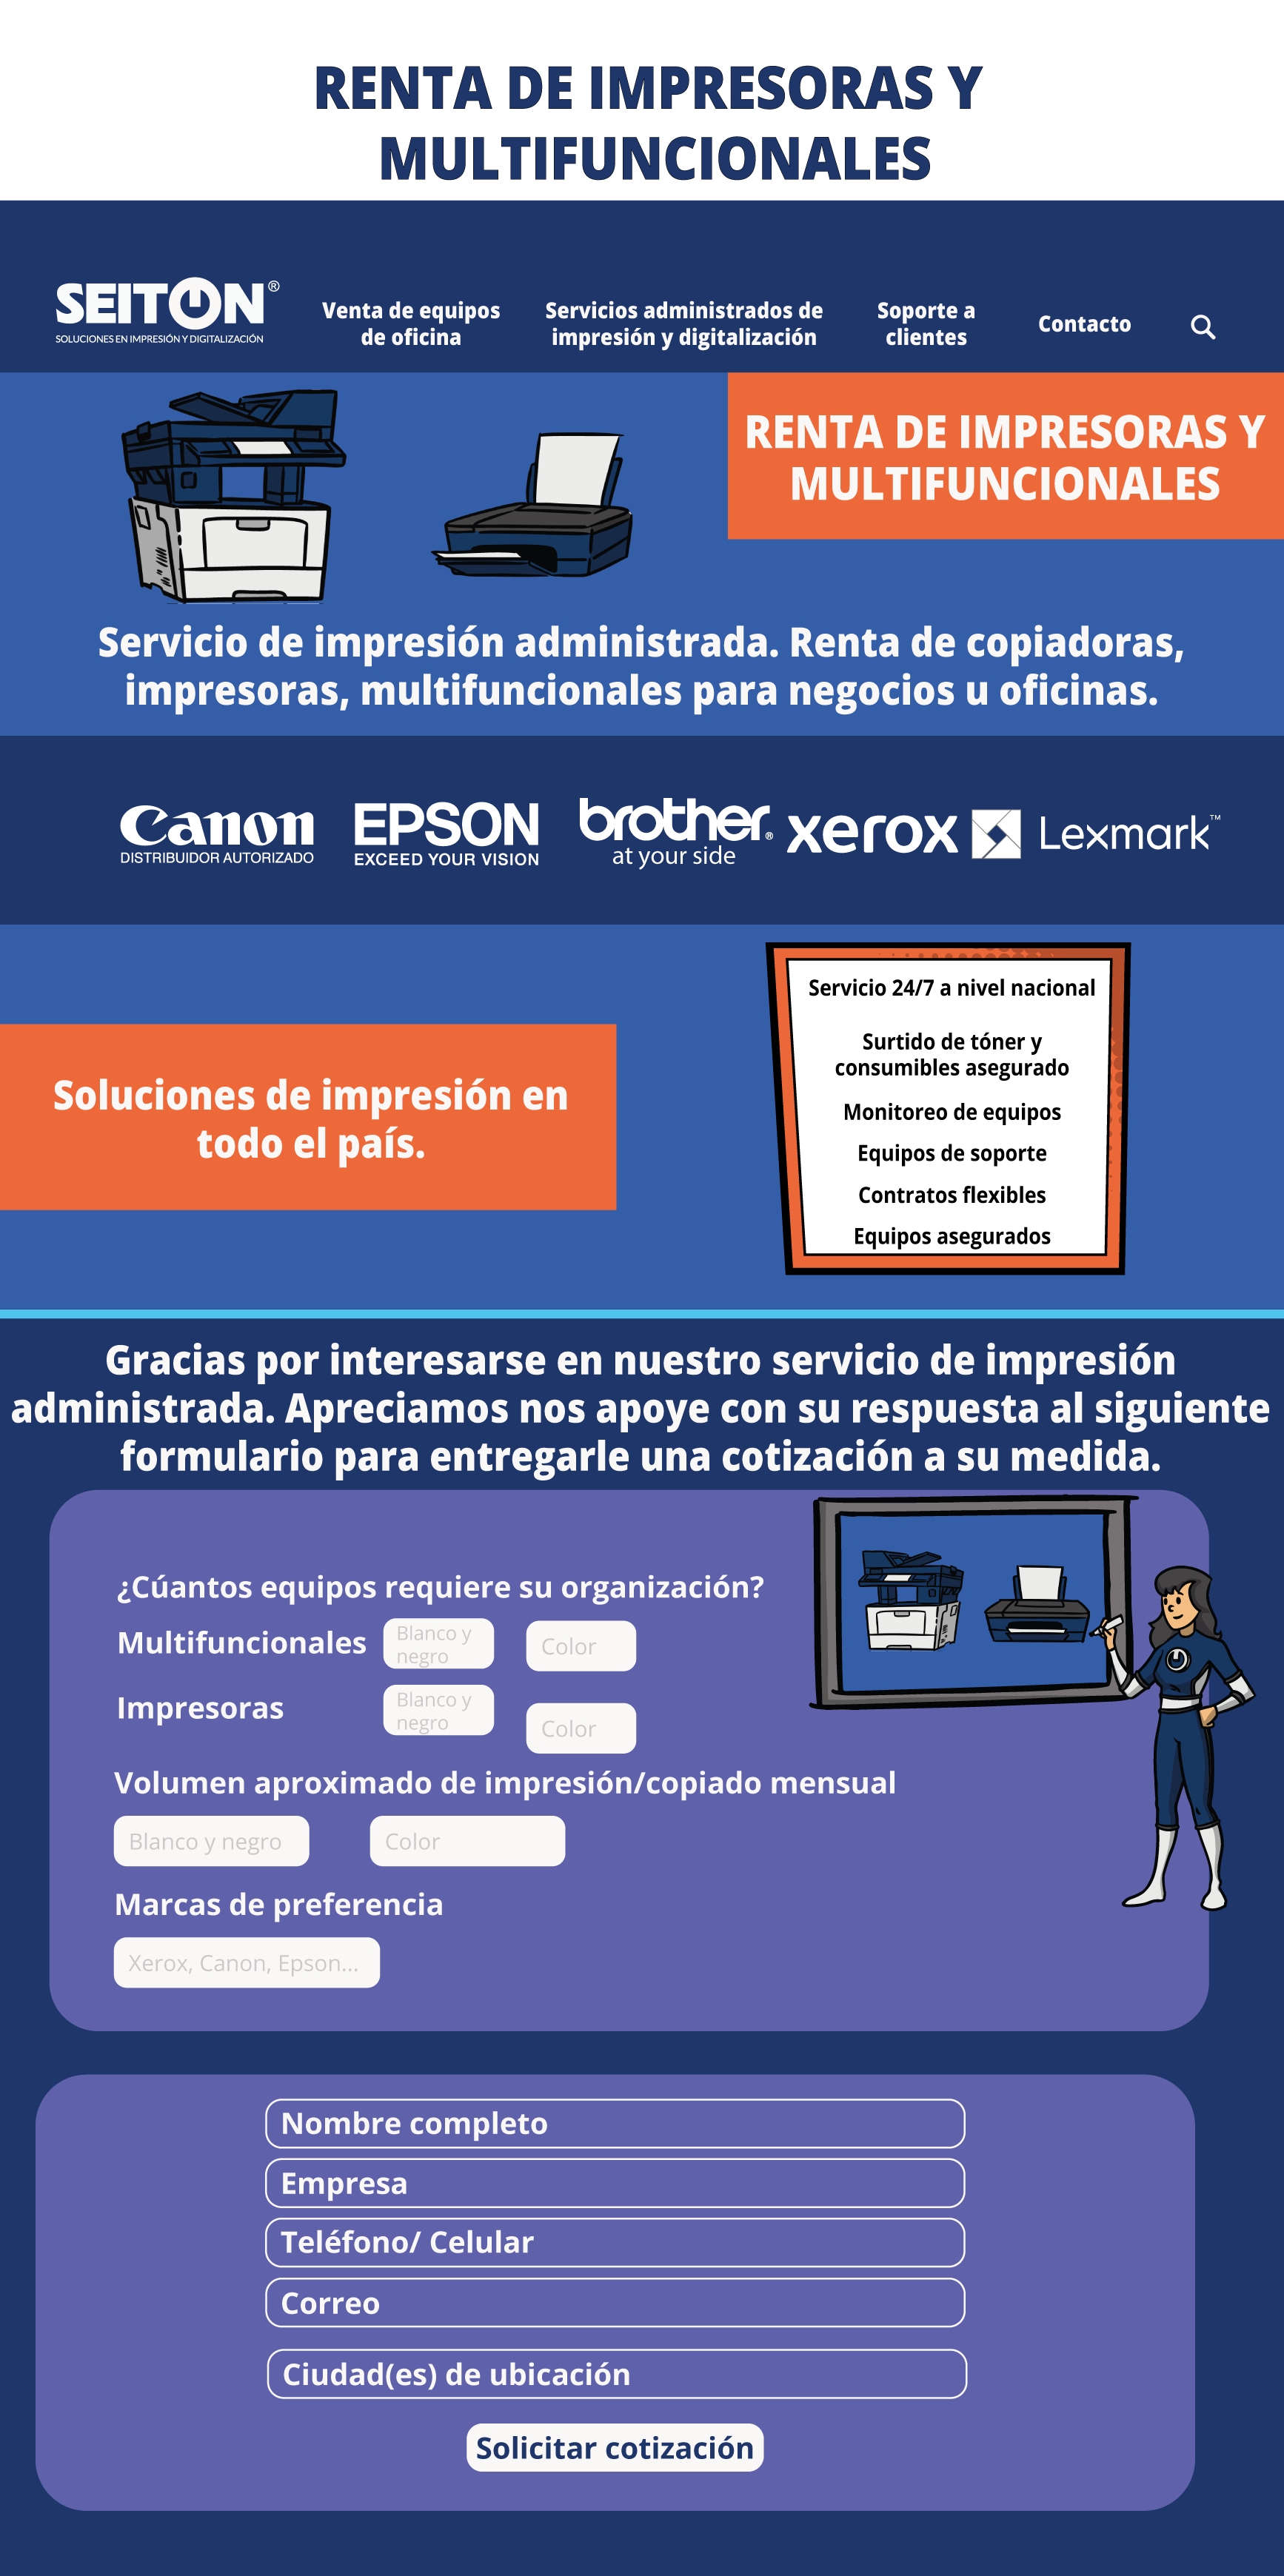 RENTA DE IMPRESORAS Y
MULTIFUNCIONALES
SEITON®
SOLUCIONES EN IMPRESIÓN Y DIGITALIZACIÓN
Venta de equipos
de oficina
Servicios administrados de
impresión y digitalización
Soporte a
clientes
Contacto
RENTA DE IMPRESORAS Y
MULTIFUNCIONALES
Servicio de impresión administrada. Renta de copiadoras,
impresoras, multifuncionales para negocios u oficinas.
Canon
DISTRIBUIDOR AUTORIZADO
EPSON
EXCEED YOUR VISION
brother®
at your side
xerox
Lexmark™
Soluciones de impresión en
todo el país.
Servicio 24/7 a nivel nacional
Surtido de tóner y
consumibles asegurado
Monitoreo de equipos
Equipos de soporte
Contratos flexibles
Equipos asegurados
Gracias por interesarse en nuestro servicio de impresión
administrada. Apreciamos nos apoye con su respuesta al siguiente
formulario para entregarle una cotización a su medida.
¿Cúantos equipos requiere su organización?
Multifuncionales
Blanco y
negro
Color
Impresoras
Blanco y
negro
Color
Volumen aproximado de impresión/copiado mensual
Blanco y negro
Color
Marcas de preferencia
Xerox, Canon, Epson...
Nombre completo
Empresa
Teléfono/ Celular
Correo
Ciudad(es) de ubicación
Solicitar cotización